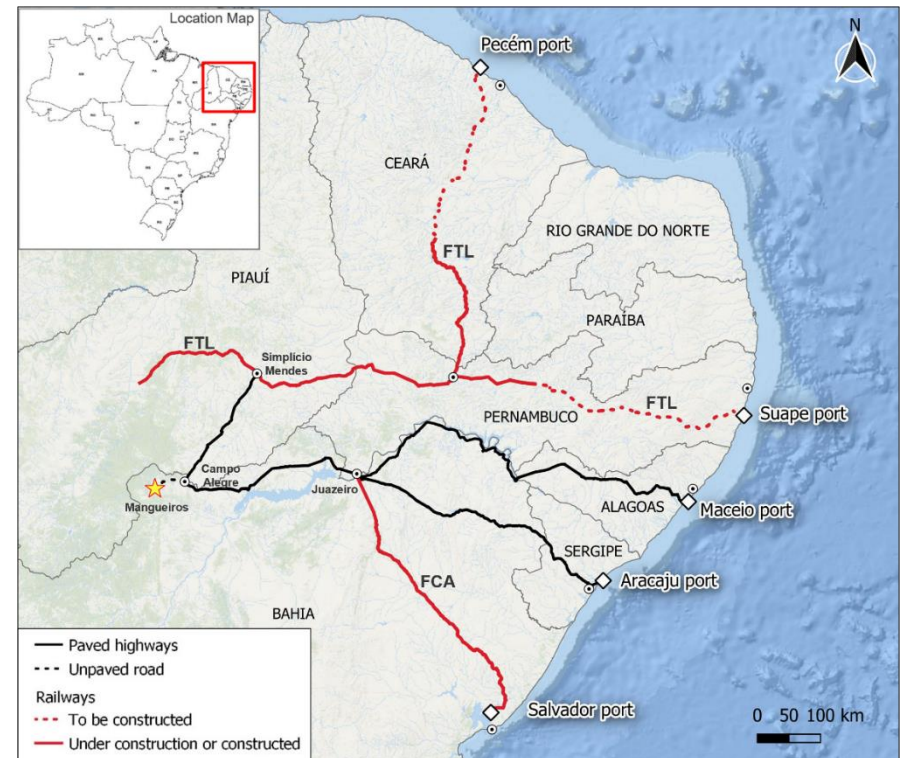 Location Map
N
Pecém port
CEARÁ
RIO GRANDE DO NORTE
FTL
PIAUÍ
PARAÍBA
FTL
Simplício
Mendes
FTL
PERNAMBUCO
Suape port
Campo
Alegre
Juazeiro
Mangueiros
ALAGOAS
Maceio port
SERGIPE
Aracaju port
FCA
BAHIA
Salvador port
Paved highways
Unpaved road
Railways
To be constructed
Under construction or constructed
0 50 100 km